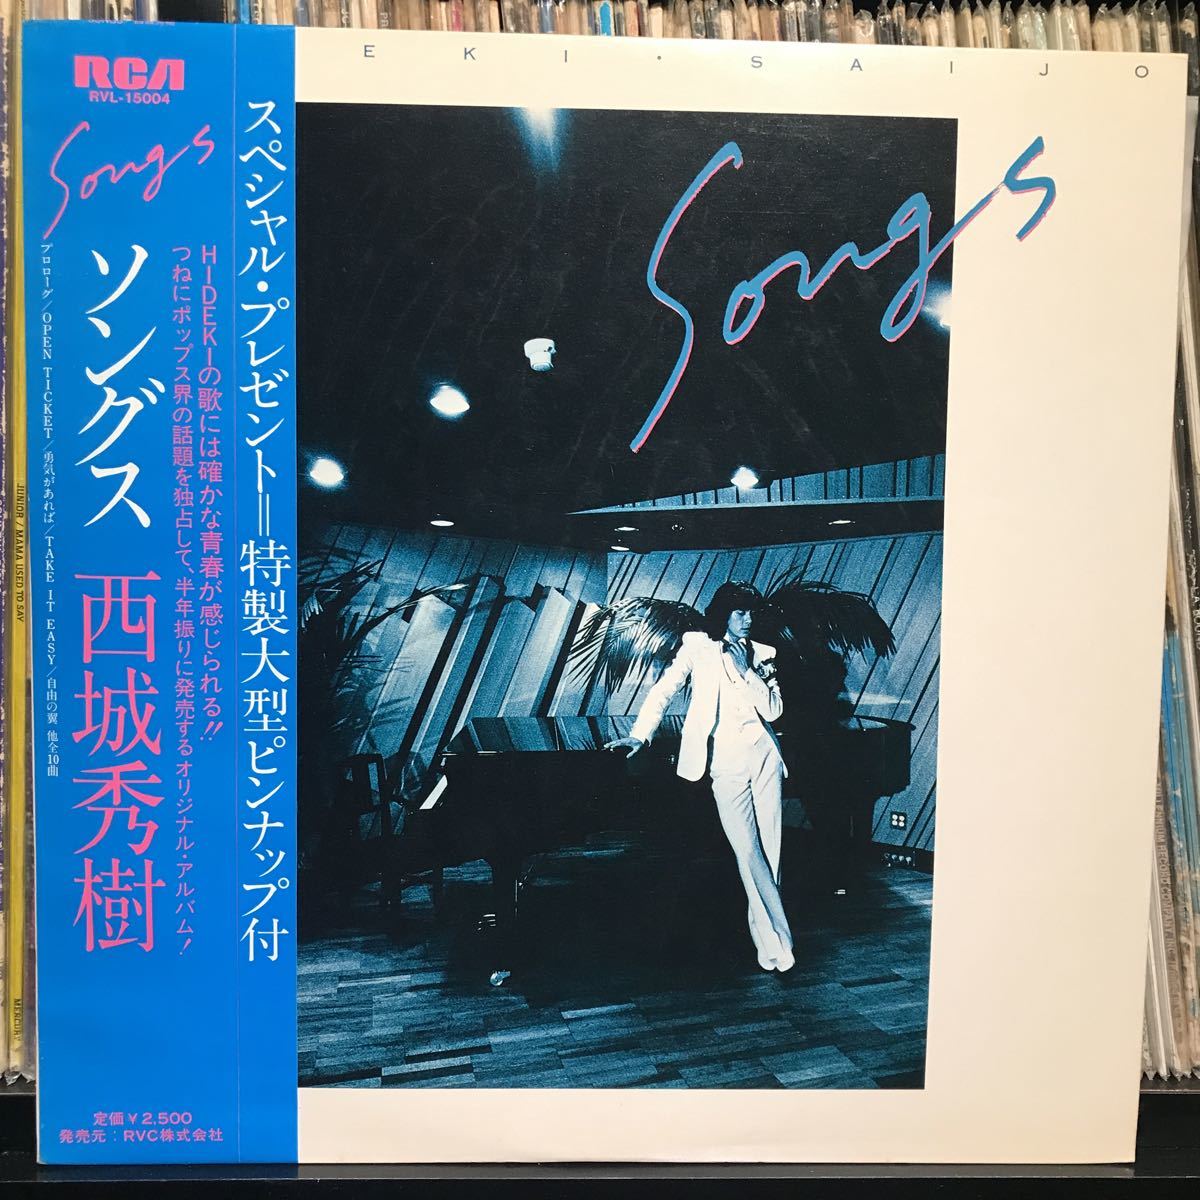 RCA
RVL-15004
Songs
ソングス 西城秀樹
スペシャル・プレゼント=特製大型ピンナップ付
HIDEKIの歌には確かな青春が感じられる!!
つねにポップス界の話題を独占して、半年振りに発売するオリジナル・アルバム!
プロローグ/OPEN TICKET/勇気があれば/TAKE IT EASY/自由の翼 他全10曲
定価¥2,500
発売元:RVC株式会社
EKI・SAIJO
Songs
JUNIOR / MAMA USED TO SAY
MERCURY